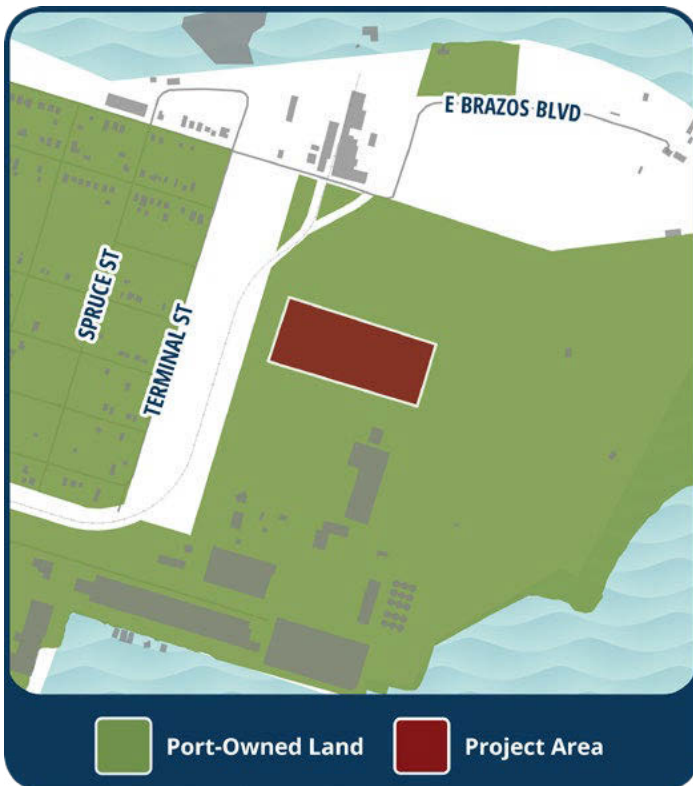 E BRAZOS BLVD
SPRUCE ST
TERMINAL ST
Port-Owned Land
Project Area